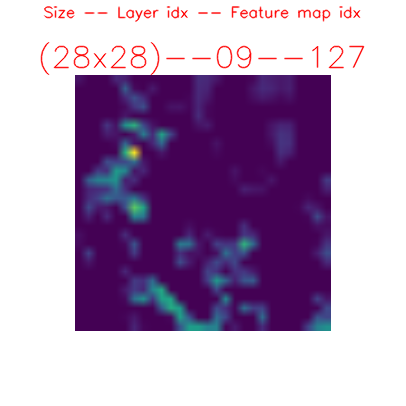 Size -- Layer idx -- Feature map idx
(28x28)--09--127